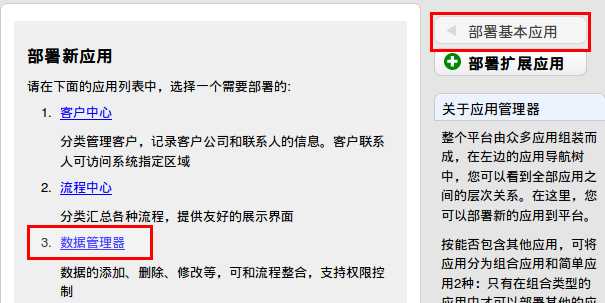 部署新应用
请在下面的应用列表中，选择一个需要部署的:
1. 客户中心
分类管理客户，记录客户公司和联系人的信息。客户联系
人可访问系统指定区域
2. 流程中心
分类汇总各种流程，提供友好的展示界面
3. 数据管理器
数据的添加、删除、修改等，可和流程整合，支持权限控
制
部署基本应用
部署扩展应用
关于应用管理器
整个平台由众多应用组装而
成，在左边的应用导航树
中，您可以看到全部应用之
间的层次关系。在这里，您
可以部署新的应用到平台。
按能否包含其他应用，可将
应用分为组合应用和简单应
用2种：只有在组合类型的
应用中才可以部署其他的应